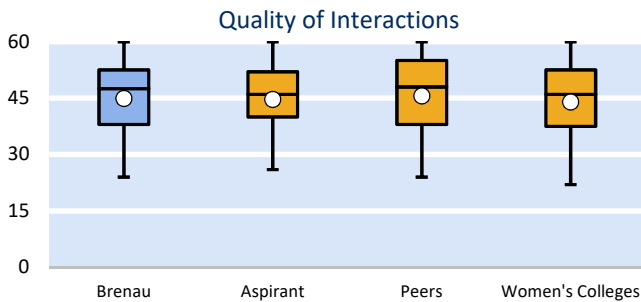 Quality of Interactions
60
45
30
15
0
Brenau Aspirant Peers Women's Colleges